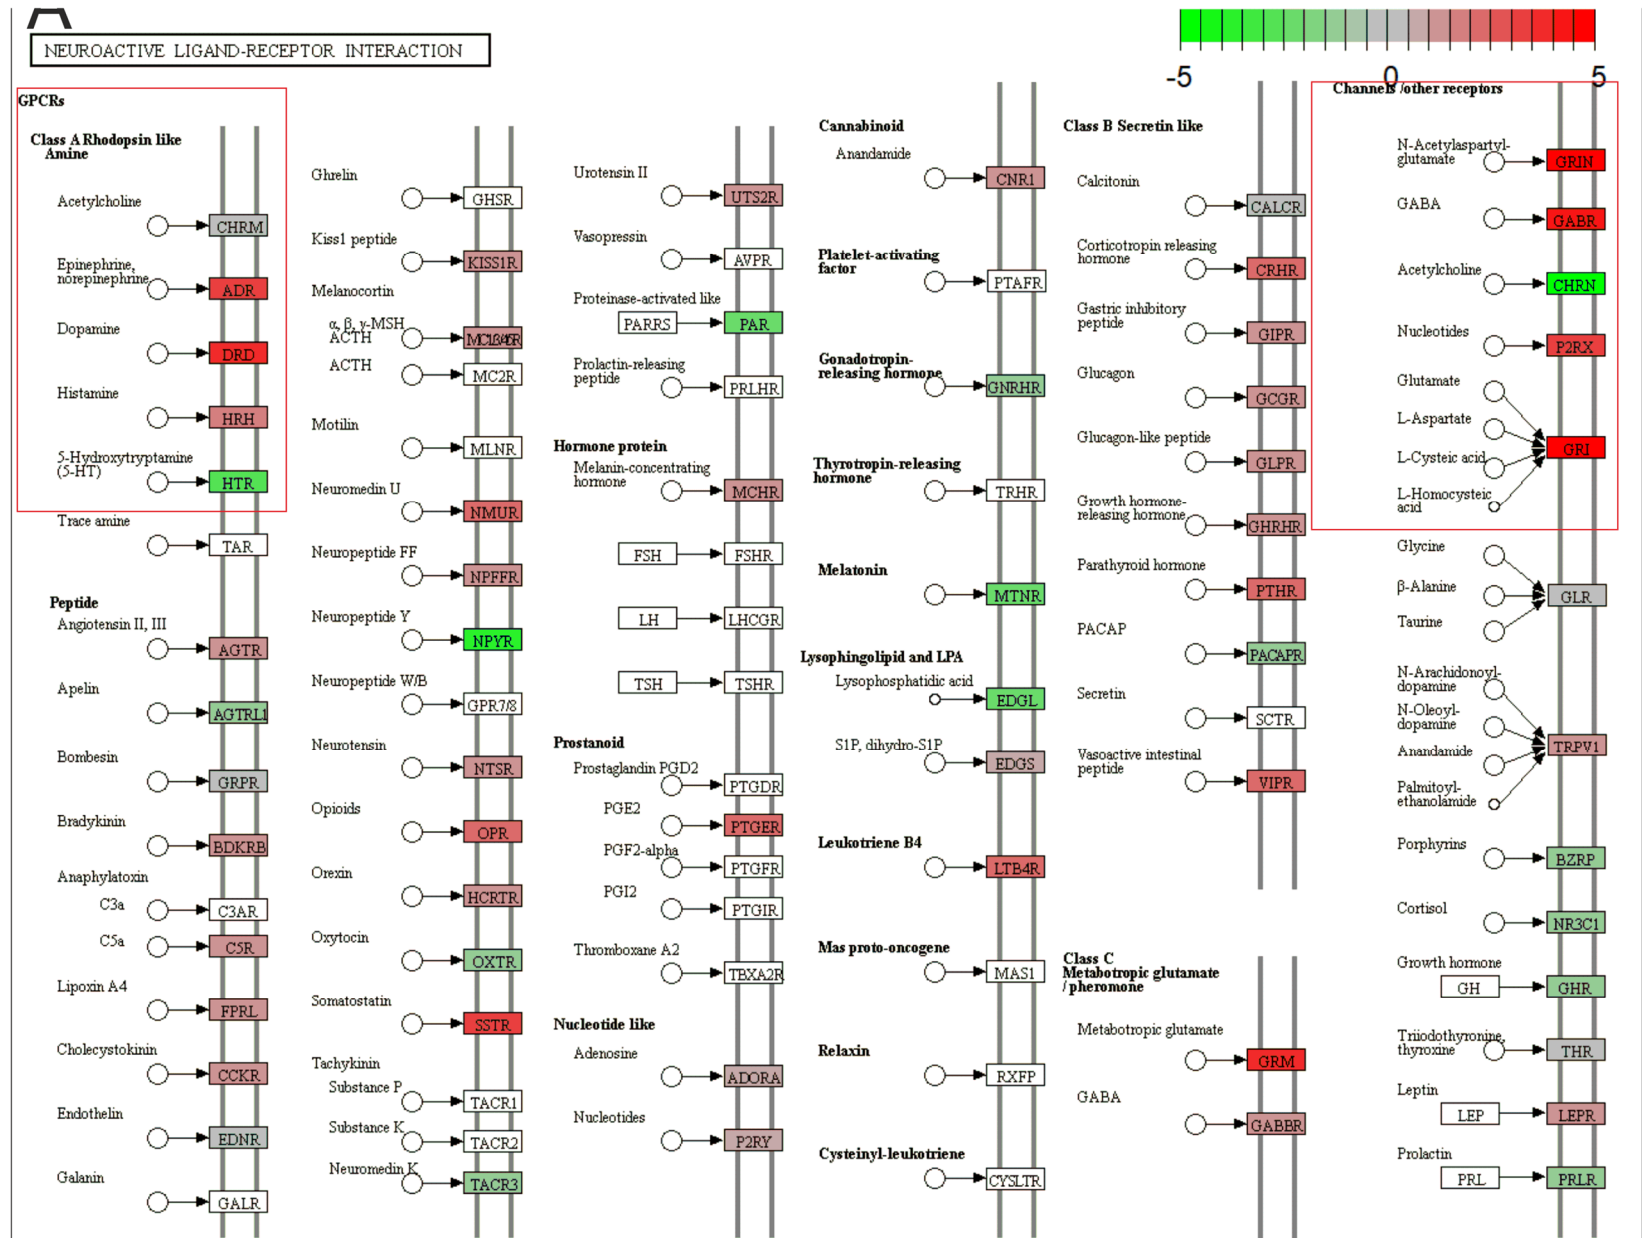 A
NEUROACTIVE LIGAND-RECEPTOR INTERACTION
-5 0 5
GPCRs
Class A Rhodopsin like
Amine
Acetylcholine
CHRM
Epinephrine,
norepinephrine
ADR
Dopamine
DRD
Histamine
HRH
5-Hydroxytryptamine
(5-HT)
HTR
Trace amine
TAR
Peptide
Angiotensin II, III
AGTR
Apelin
AGTRL1
Bombesin
GRPR
Bradykinin
BDKRB
Anaphylatoxin
C3a
C3AR
C5a
C5R
Lipoxin A4
FPRL
Cholecystokinin
CCKR
Endothelin
EDNR
Galanin
GALR
Ghrelin
GHSR
Kiss1 peptide
KISS1R
Melanocortin
α, β, γ-MSH
ACTH
ACTH
MC2R
Motilin
MLNR
Neuromedin U
NMUR
Neuropeptide FF
NPFFR
Neuropeptide Y
NPYR
Neuropeptide W/B
GPR7/8
Neurotensin
NTSR
Opioids
OPR
Orexin
HCRTR
Oxytocin
OXTR
Somatostatin
SSTR
Tachykinin
Substance P
TACR1
Substance K
TACR2
Neuromedin K
TACR3
Urotensin II
UTS2R
Vasopressin
AVPR
Proteinase-activated like
PARRS
PAR
Prolactin-releasing
peptide
PRLHR
Hormone protein
Melanin-concentrating
hormone
MCHR
FSH
FSHR
LH
LHCGR
TSH
TSHR
Prostanoid
Prostaglandin PGD2
PTGDR
PGE2
PTGER
PGF2-alpha
PTGFR
PGI2
PTGIR
Thromboxane A2
TBXA2R
Nucleotide like
Adenosine
ADORA
Nucleotides
P2RY
Cannabinoid
Anandamide
CNR1
Platelet-activating
factor
PTAFR
Gonadotropin-
releasing hormone
GNRHR
Thyrotropin-releasing
hormone
TRHR
Melatonin
MTNR
Lysophingolipid and LPA
Lysophosphatidic acid
EDGL
S1P, dihydro-S1P
EDGS
Leukotriene B4
LTB4R
Mas proto-oncogene
MAS1
Relaxin
RXFP
Cysteinyl-leukotriene
CYSLTR
Class B Secretin like
Calcitonin
CALCR
Corticotropin releasing
hormone
CRHR
Gastric inhibitory
peptide
GIPR
Glucagon
GCGR
Glucagon-like peptide
GLPR
Growth hormone-
releasing hormone
GHRHR
Parathyroid hormone
PTHR
PACAP
PACAPR
Secretin
SCTR
Vasoactive intestinal
peptide
VIPR
Class C
Metabotropic glutamate
/ pheromone
Metabotropic glutamate
GRM
GABA
GABBR
Channels /other receptors
N-Acetylaspartyl-
glutamate
GRIN
GABA
GABR
Acetylcholine
CHRN
Nucleotides
P2RX
Glutamate
L-Aspartate
L-Cysteic acid
GRI
L-Homocysteic
acid
Glycine
β-Alanine
GLR
Taurine
N-Arachidonoyl-
dopamine
N-Oleoyl-
dopamine
TRPV1
Anandamide
Palmitoyl-
ethanolamide
Porphyrins
BZRP
Cortisol
NR3C1
Growth hormone
GH
GHR
Triiodothyronine,
thyroxine
THR
Leptin
LEP
LEPR
Prolactin
PRL
PRLR